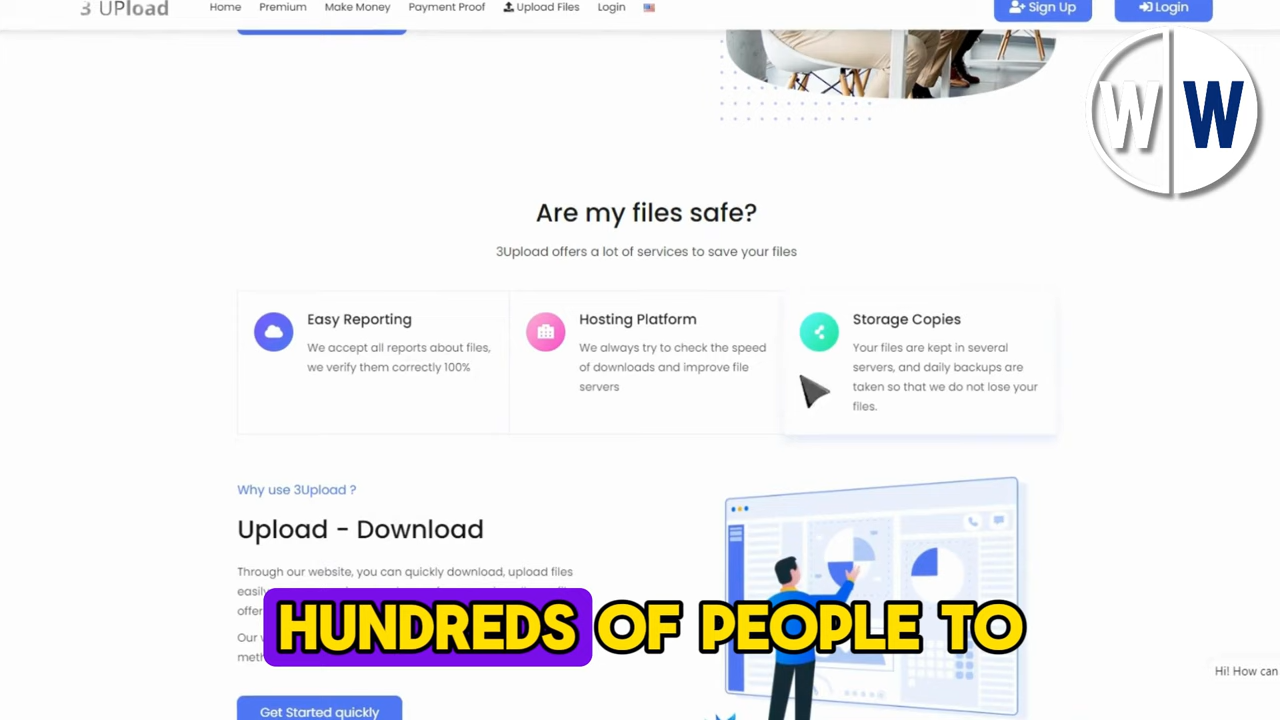 3 UPload
Home Premium Make Money Payment Proof Upload Files Login
Sign Up
Login
W W
Are my files safe?
3Upload offers a lot of services to save your files
Easy Reporting
We accept all reports about files,
we verify them correctly 100%
Hosting Platform
We always try to check the speed
of downloads and improve file
servers
Storage Copies
Your files are kept in several
servers, and daily backups are
taken so that we do not lose your
files.
Why use 3Upload ?
Upload - Download
Through our website, you can quickly download, upload files
HUNDREDS OF PEOPLE TO
Get Started quickly
Hi! How can